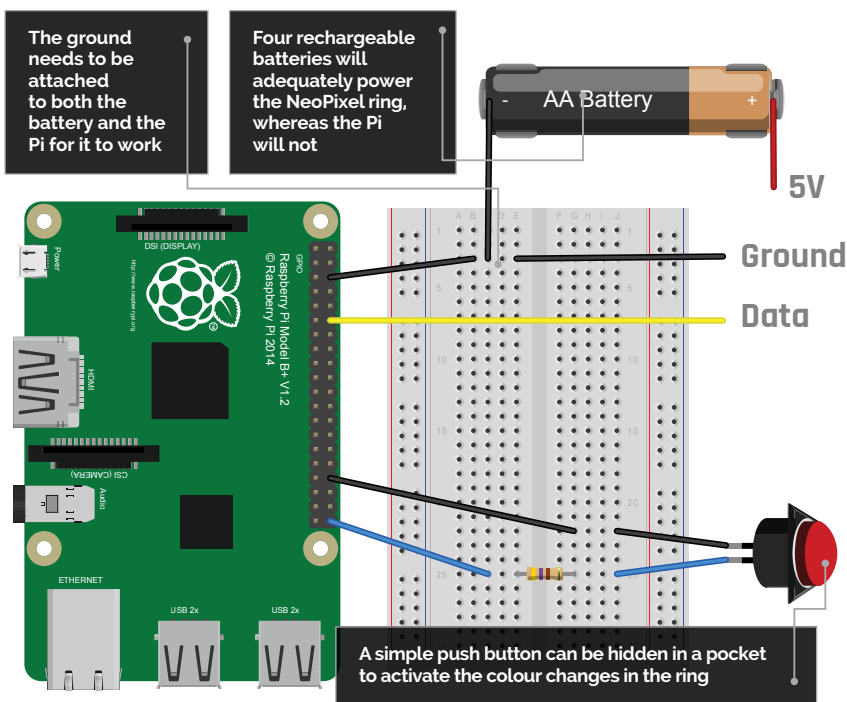 The ground
needs to be
attached
to both the
battery and the
Pi for it to work
Four rechargeable
batteries will
adequately power
the NeoPixel ring,
whereas the Pi
will not
- AA Battery +
5V
Ground
Data
Power
HDMI
Audio
DSI (DISPLAY)
http://www.raspberrypi.org
GPIO
Raspberry Pi Model B+ V1.2
© Raspberry Pi 2014
CSI (CAMERA)
ETHERNET
USB 2x
USB 2x
A B D E F G H I J
1 1
5 5
10 10
15 15
20
25
A simple push button can be hidden in a pocket
to activate the colour changes in the ring